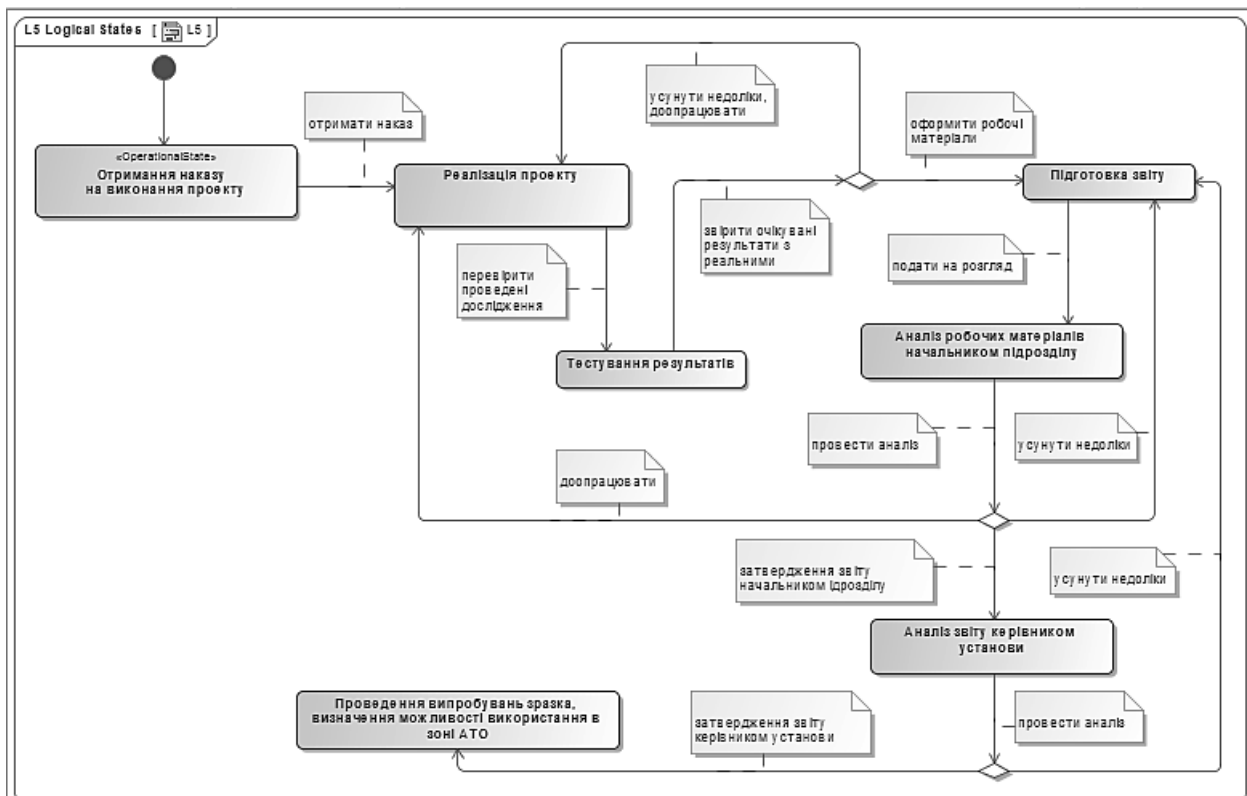 L5 Logical States [ L5 ]
отримати наказ
усунути недоліки,
доопрацювати
оформити робочі
матеріали
«OperationalState»
Отримання наказу
на виконання проекту
Реалізація проекту
Підготовка звіту
звірити очікувані
результати з
реальними
перевірити
проведені
дослідження
подати на розгляд
Тестування результатів
Аналіз робочих матеріалів
начальником підрозділу
провести аналіз
усунути недоліки
доопрацювати
затвердження звіту
начальником ідрозділу
усунути недоліки
Аналіз звіту керівником
установи
Проведення випробувань зразка,
визначення можливості використання в
зоні АТО
затвердження звіту
керівником установи
провести аналіз